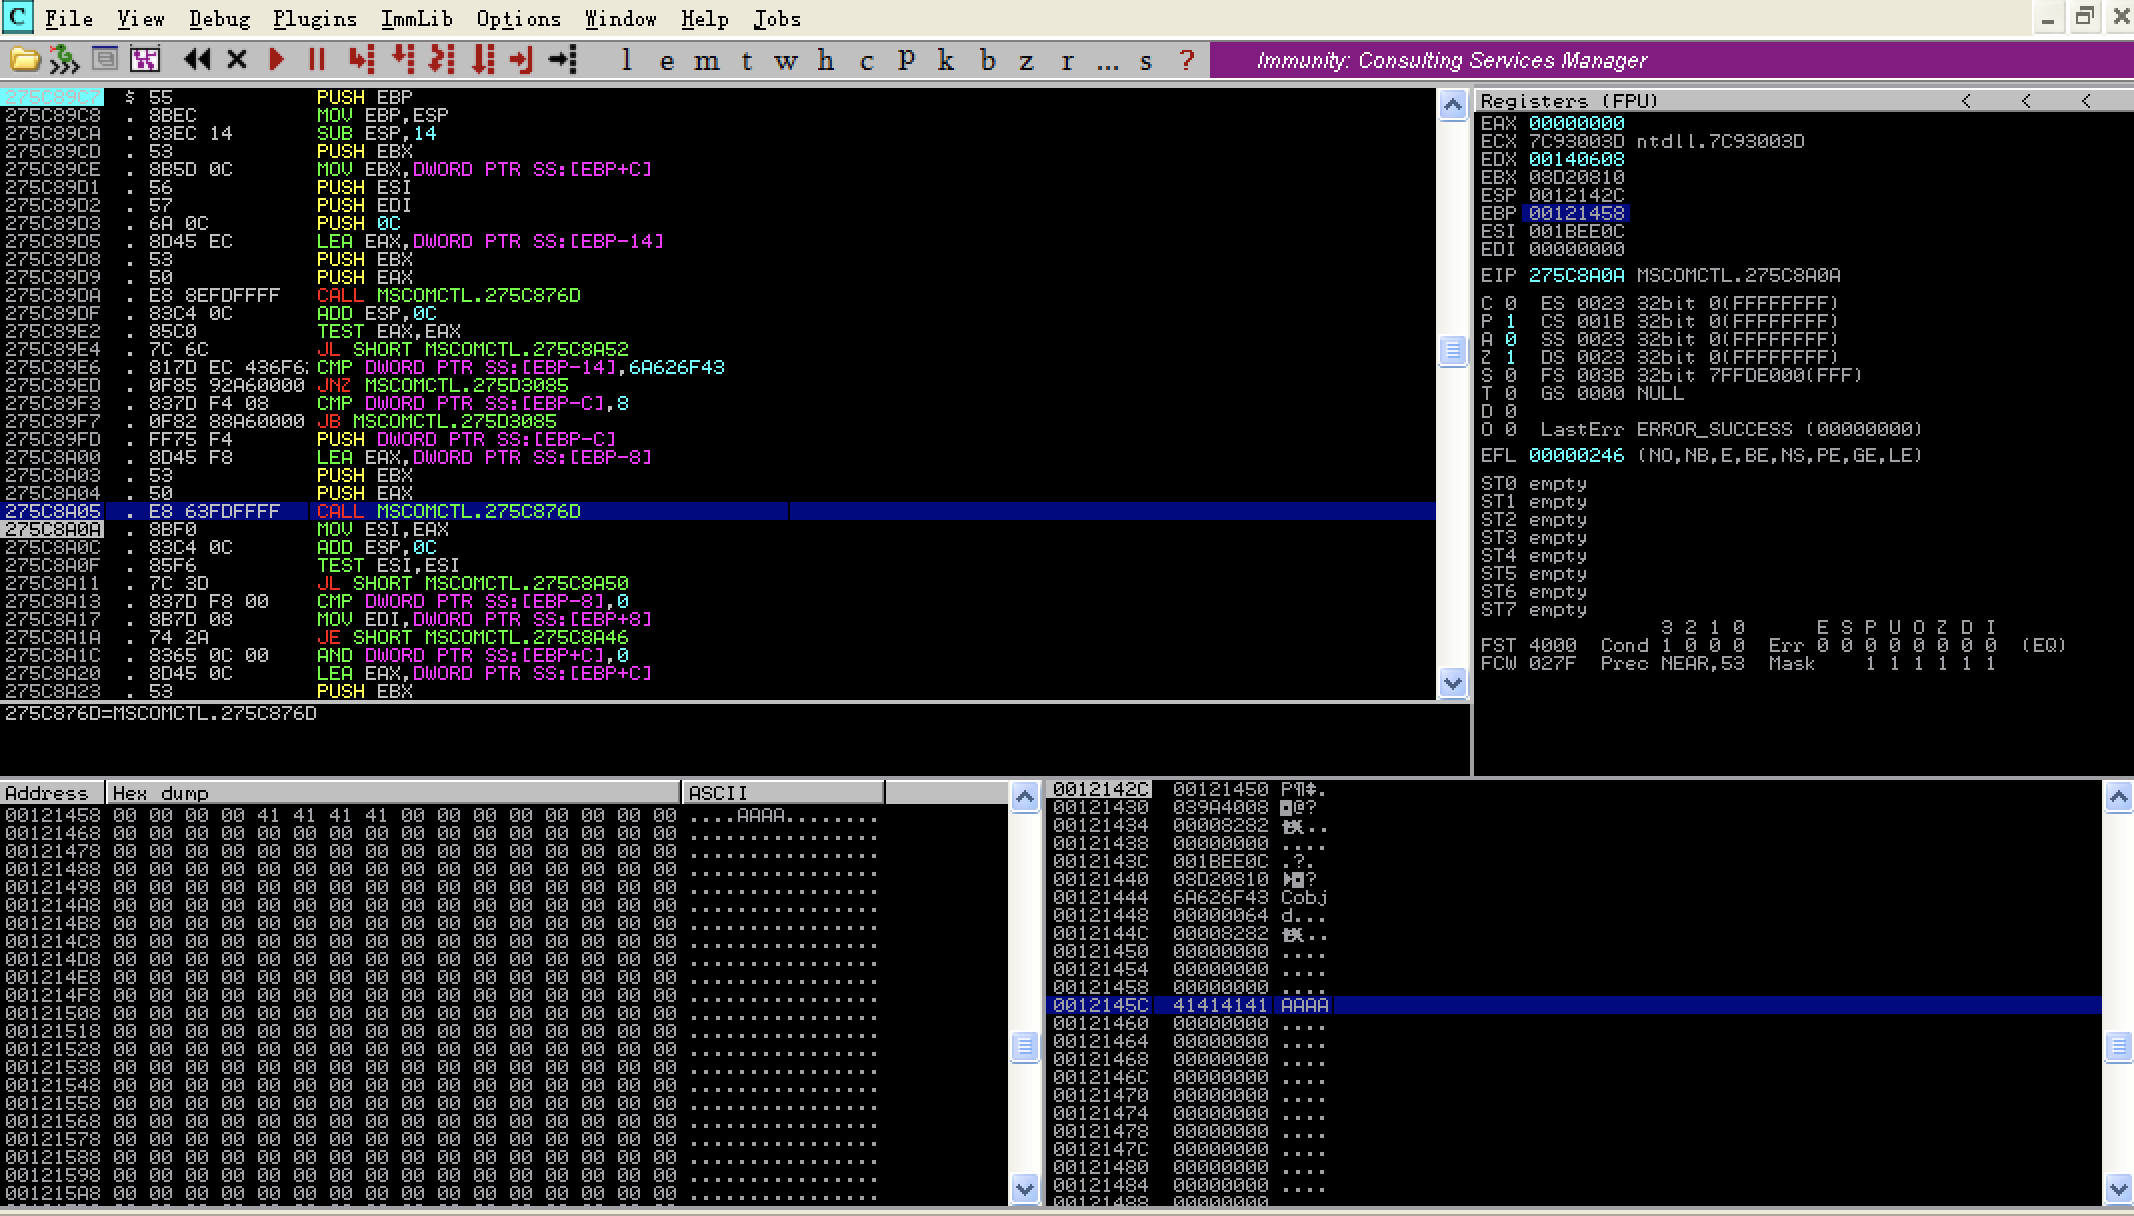 File View Debug Plugins ImmLib Options Window Help Jobs
l e m t w h c p k b z r ... s ? Immunity: Consulting Services Manager
275C89C7 $ 55 PUSH EBP
275C89C8 . 8BEC MOV EBP,ESP
275C89CA . 83EC 14 SUB ESP,14
275C89CD . 53 PUSH EBX
275C89CE . 8B5D 0C MOV EBX,DWORD PTR SS:[EBP+C]
275C89D1 . 56 PUSH ESI
275C89D2 . 57 PUSH EDI
275C89D3 . 6A 0C PUSH 0C
275C89D5 . 8D45 EC LEA EAX,DWORD PTR SS:[EBP-14]
275C89D8 . 53 PUSH EBX
275C89D9 . 50 PUSH EAX
275C89DA . E8 8EFDFFFF CALL MSCOMCTL.275C876D
275C89DF . 83C4 0C ADD ESP,0C
275C89E2 . 85C0 TEST EAX,EAX
275C89E4 . 7C 6C JL SHORT MSCOMCTL.275C8A52
275C89E6 . 817D EC 436F6: CMP DWORD PTR SS:[EBP-14],6A626F43
275C89ED . 0F85 92A60000 JNZ MSCOMCTL.275D3085
275C89F3 . 837D F4 08 CMP DWORD PTR SS:[EBP-C],8
275C89F7 . 0F82 88A60000 JB MSCOMCTL.275D3085
275C89FD . FF75 F4 PUSH DWORD PTR SS:[EBP-C]
275C8A00 . 8D45 F8 LEA EAX,DWORD PTR SS:[EBP-8]
275C8A03 . 53 PUSH EBX
275C8A04 . 50 PUSH EAX
275C8A05 . E8 63FDFFFF CALL MSCOMCTL.275C876D
275C8A0A . 8BF0 MOV ESI,EAX
275C8A0C . 83C4 0C ADD ESP,0C
275C8A0F . 85F6 TEST ESI,ESI
275C8A11 . 7C 3D JL SHORT MSCOMCTL.275C8A50
275C8A13 . 837D F8 00 CMP DWORD PTR SS:[EBP-8],0
275C8A17 . 8B7D 08 MOV EDI,DWORD PTR SS:[EBP+8]
275C8A1A . 74 2A JE SHORT MSCOMCTL.275C8A46
275C8A1C . 8365 0C 00 AND DWORD PTR SS:[EBP+C],0
275C8A20 . 8D45 0C LEA EAX,DWORD PTR SS:[EBP+C]
275C8A23 . 53 PUSH EBX
275C876D=MSCOMCTL.275C876D
Registers (FPU) < < <
EAX 00000000
ECX 7C93003D ntdll.7C93003D
EDX 00140608
EBX 08D20810
ESP 0012142C
EBP 00121458
ESI 001BEE0C
EDI 00000000
EIP 275C8A0A MSCOMCTL.275C8A0A
C 0 ES 0023 32bit 0(FFFFFFFF)
P 1 CS 001B 32bit 0(FFFFFFFF)
A 0 SS 0023 32bit 0(FFFFFFFF)
Z 1 DS 0023 32bit 0(FFFFFFFF)
S 0 FS 003B 32bit 7FFDE000(FFF)
T 0 GS 0000 NULL
D 0
O 0 LastErr ERROR_SUCCESS (00000000)
EFL 00000246 (NO,NB,E,BE,NS,PE,GE,LE)
ST0 empty
ST1 empty
ST2 empty
ST3 empty
ST4 empty
ST5 empty
ST6 empty
ST7 empty
3 2 1 0 E S P U O Z D I
FST 4000 Cond 1 0 0 0 Err 0 0 0 0 0 0 0 0 (EQ)
FCW 027F Prec NEAR,53 Mask 1 1 1 1 1 1
Address Hex dump ASCII
00121458 00 00 00 00 41 41 41 41 00 00 00 00 00 00 00 00 ....AAAA........
00121468 00 00 00 00 00 00 00 00 00 00 00 00 00 00 00 00 ................
00121478 00 00 00 00 00 00 00 00 00 00 00 00 00 00 00 00 ................
00121488 00 00 00 00 00 00 00 00 00 00 00 00 00 00 00 00 ................
00121498 00 00 00 00 00 00 00 00 00 00 00 00 00 00 00 00 ................
001214A8 00 00 00 00 00 00 00 00 00 00 00 00 00 00 00 00 ................
001214B8 00 00 00 00 00 00 00 00 00 00 00 00 00 00 00 00 ................
001214C8 00 00 00 00 00 00 00 00 00 00 00 00 00 00 00 00 ................
001214D8 00 00 00 00 00 00 00 00 00 00 00 00 00 00 00 00 ................
001214E8 00 00 00 00 00 00 00 00 00 00 00 00 00 00 00 00 ................
001214F8 00 00 00 00 00 00 00 00 00 00 00 00 00 00 00 00 ................
00121508 00 00 00 00 00 00 00 00 00 00 00 00 00 00 00 00 ................
00121518 00 00 00 00 00 00 00 00 00 00 00 00 00 00 00 00 ................
00121528 00 00 00 00 00 00 00 00 00 00 00 00 00 00 00 00 ................
00121538 00 00 00 00 00 00 00 00 00 00 00 00 00 00 00 00 ................
00121548 00 00 00 00 00 00 00 00 00 00 00 00 00 00 00 00 ................
00121558 00 00 00 00 00 00 00 00 00 00 00 00 00 00 00 00 ................
00121568 00 00 00 00 00 00 00 00 00 00 00 00 00 00 00 00 ................
00121578 00 00 00 00 00 00 00 00 00 00 00 00 00 00 00 00 ................
00121588 00 00 00 00 00 00 00 00 00 00 00 00 00 00 00 00 ................
00121598 00 00 00 00 00 00 00 00 00 00 00 00 00 00 00 00 ................
001215A8 00 00 00 00 00 00 00 00 00 00 00 00 00 00 00 00 ................
0012142C 00121450 P¶‡.
00121430 039A4008 ◘@?
00121434 00008282
00121438 00000000 ....
0012143C 001BEE0C .?.
00121440 08D20810 ►◘?
00121444 6A626F43 Cobj
00121448 00000064 d...
0012144C 00008282
00121450 00000000 ....
00121454 00000000 ....
00121458 00000000 ....
0012145C 41414141 AAAA
00121460 00000000 ....
00121464 00000000 ....
00121468 00000000 ....
0012146C 00000000 ....
00121470 00000000 ....
00121474 00000000 ....
00121478 00000000 ....
0012147C 00000000 ....
00121480 00000000 ....
00121484 00000000 ....
00121488 00000000